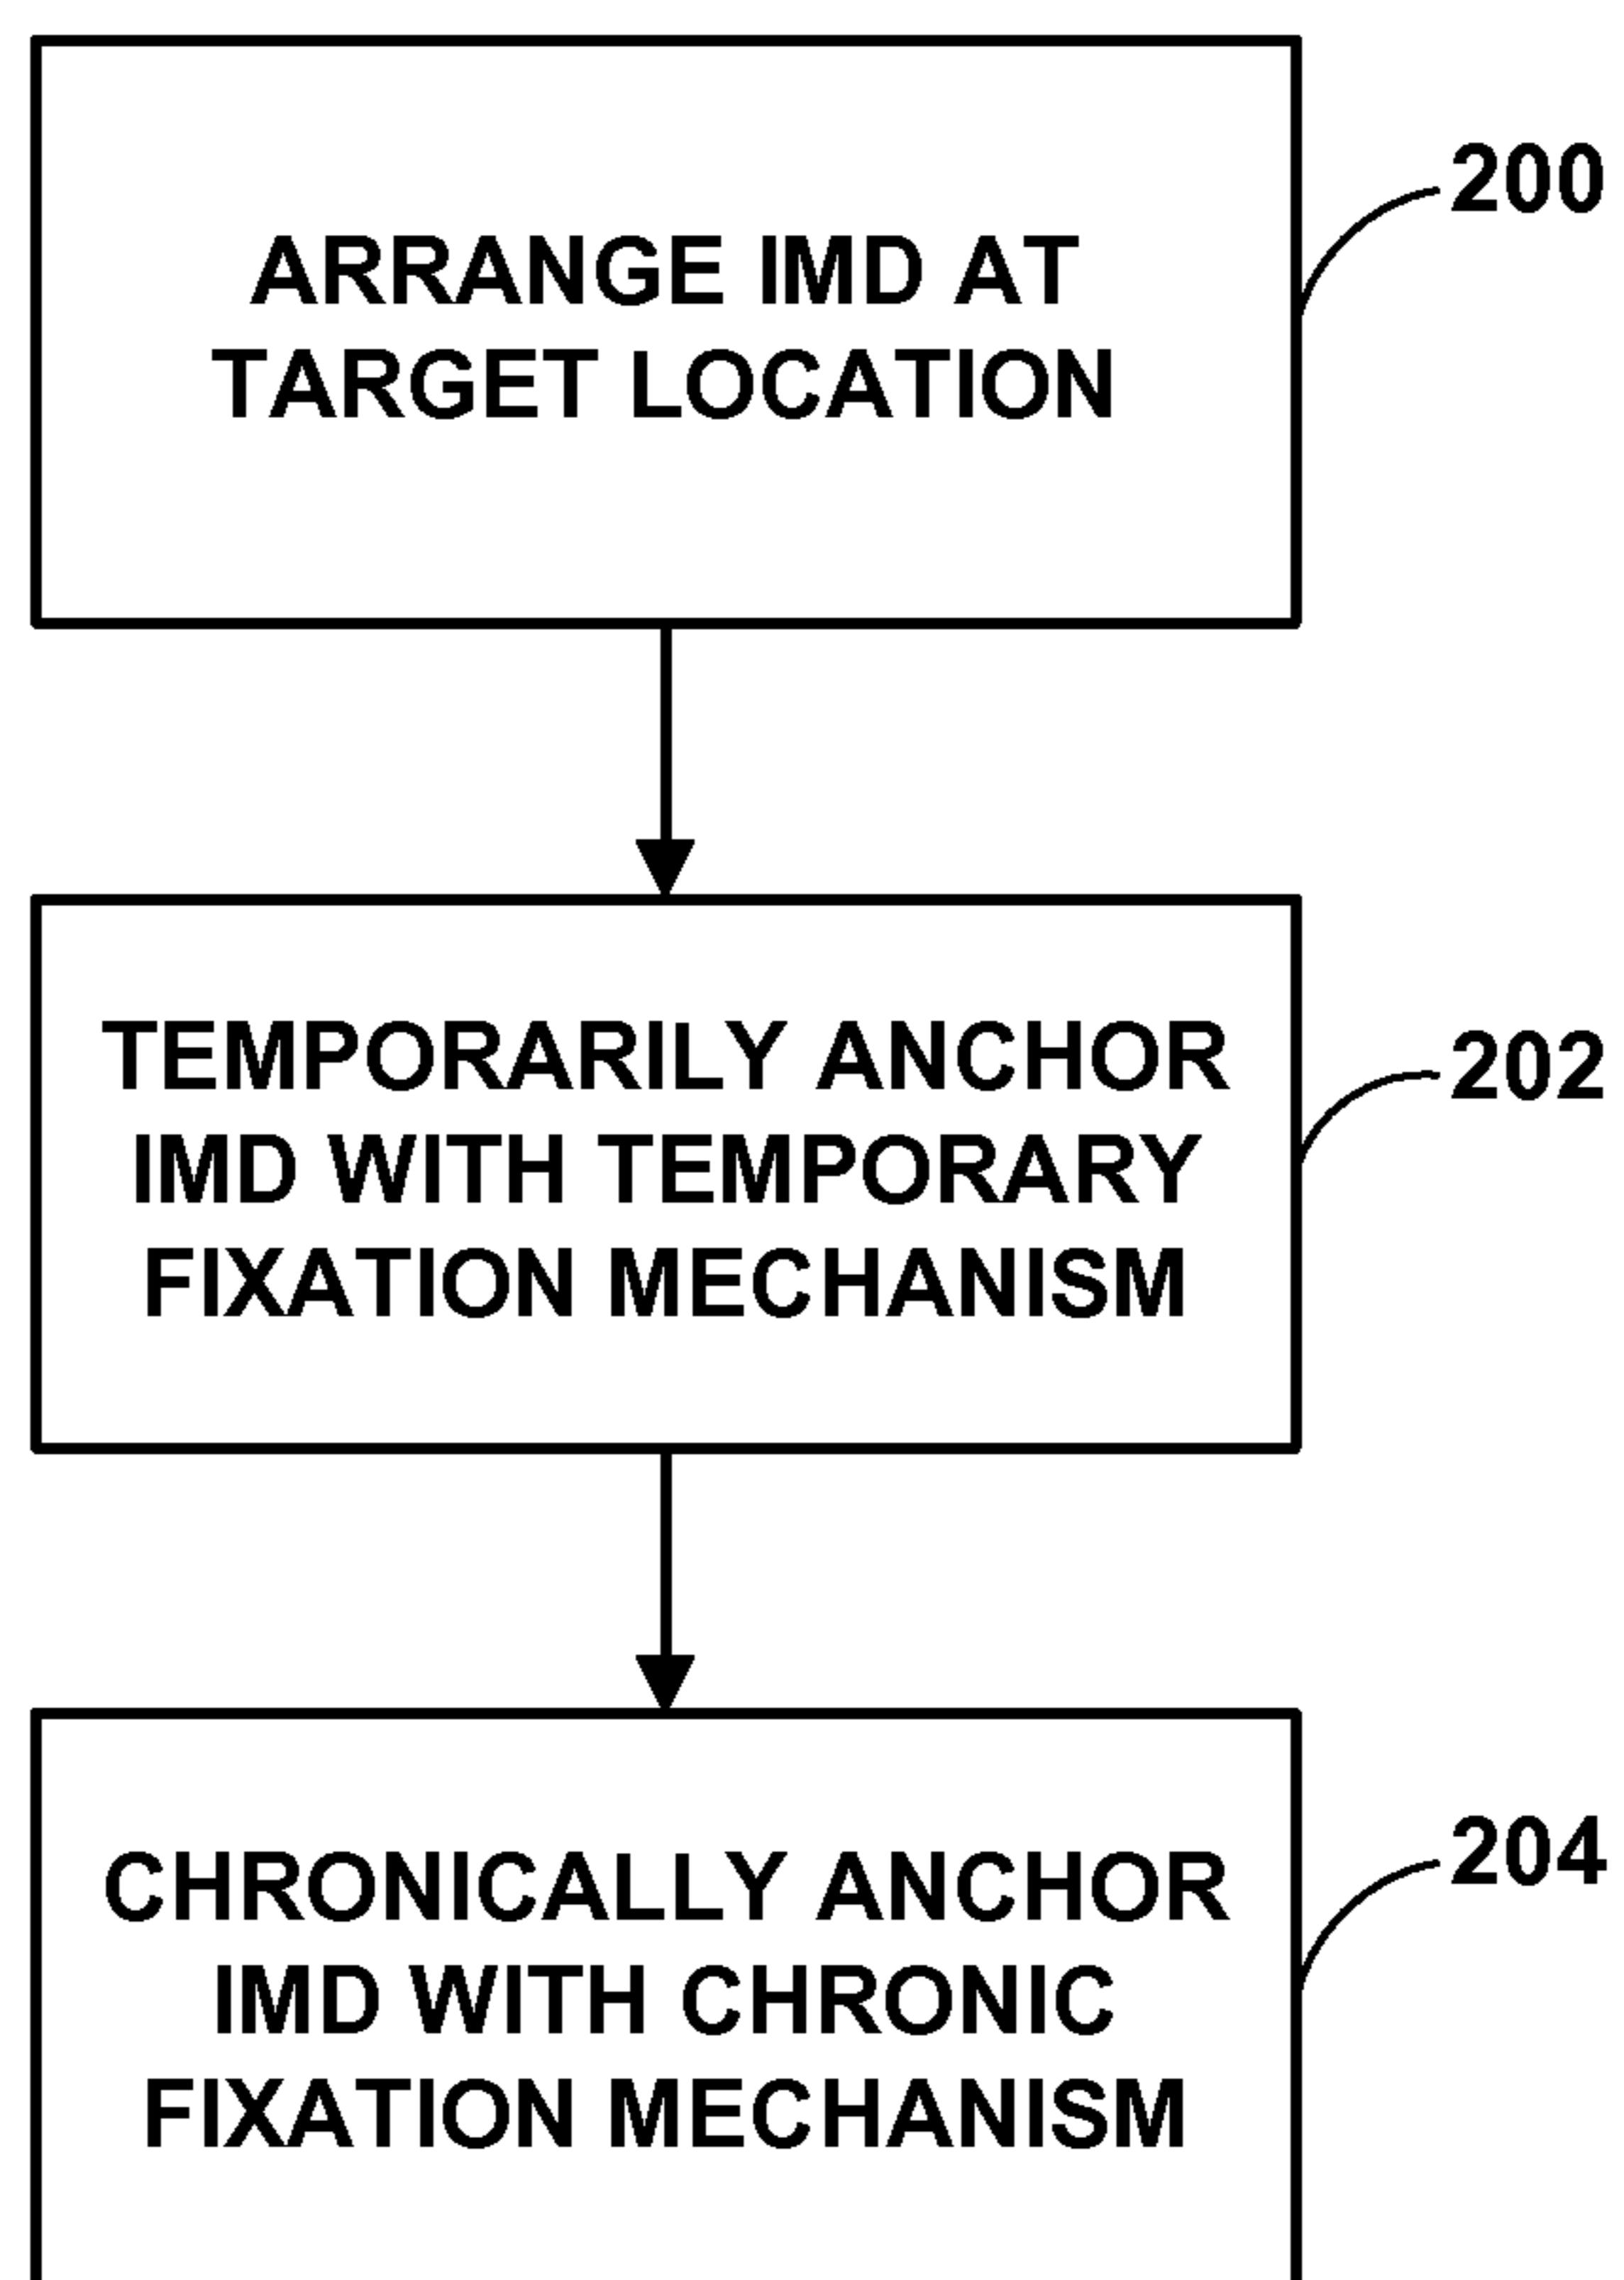 ARRANGE IMD AT
TARGET LOCATION
200
TEMPORARILY ANCHOR
IMD WITH TEMPORARY
FIXATION MECHANISM
202
CHRONICALLY ANCHOR
IMD WITH CHRONIC
FIXATION MECHANISM
204